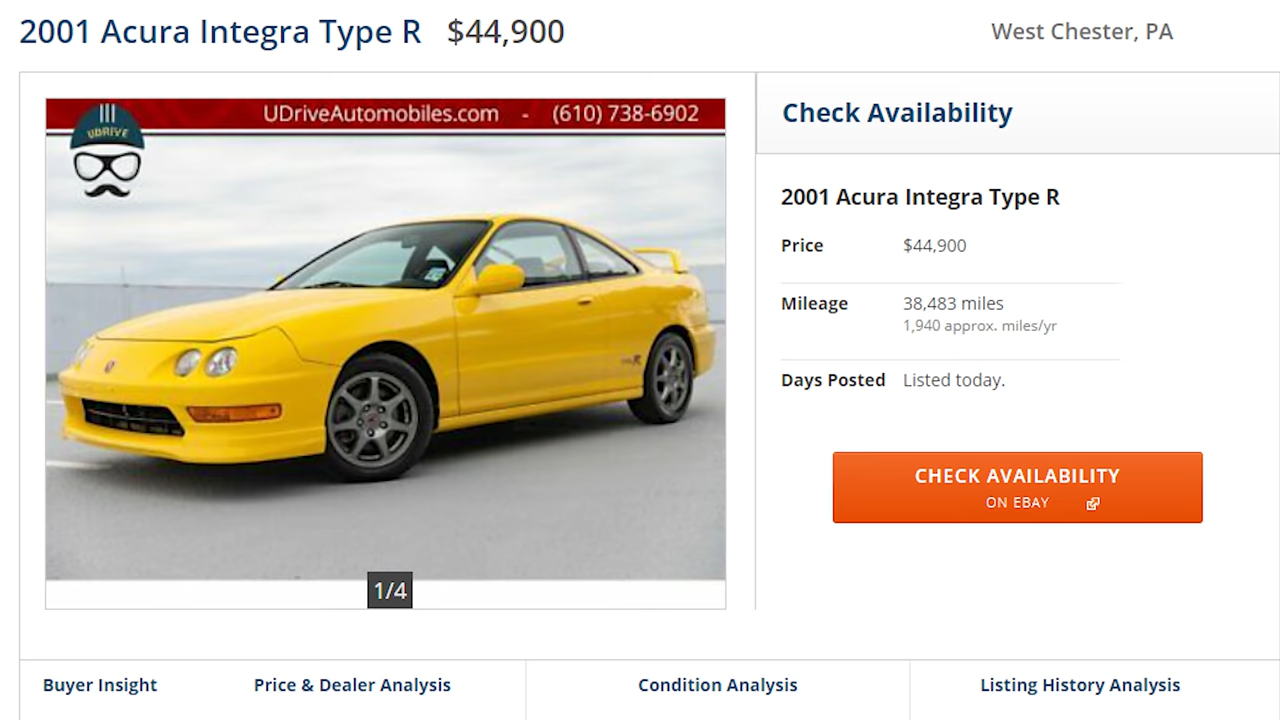 2001 Acura Integra Type R $44,900
West Chester, PA
UDriveAutomobiles.com - (610) 738-6902
UDRIVE
1/4
Check Availability
2001 Acura Integra Type R
Price $44,900
Mileage 38,483 miles
1,940 approx. miles/yr
Days Posted Listed today.
CHECK AVAILABILITY
ON EBAY
Buyer Insight Price & Dealer Analysis Condition Analysis Listing History Analysis